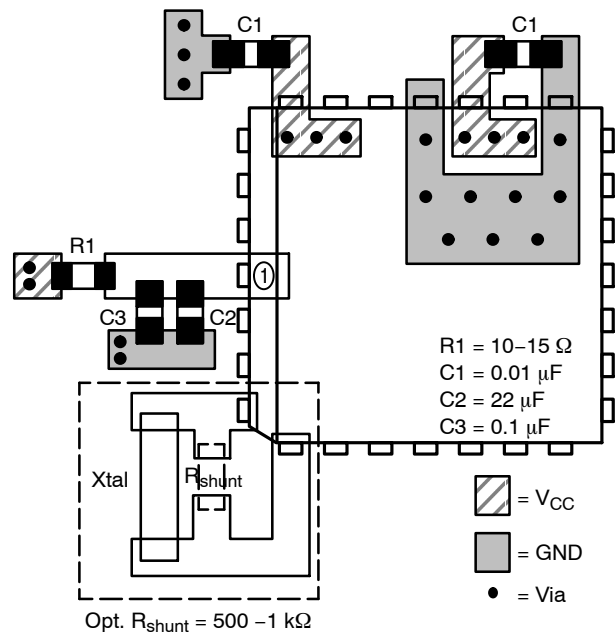 C1
C1
R1
1
C3
C2
R1 = 10–15 Ω
C1 = 0.01 μF
C2 = 22 μF
C3 = 0.1 μF
Xtal
Rshunt
= VCC
= GND
= Via
Opt. Rshunt = 500 –1 kΩ